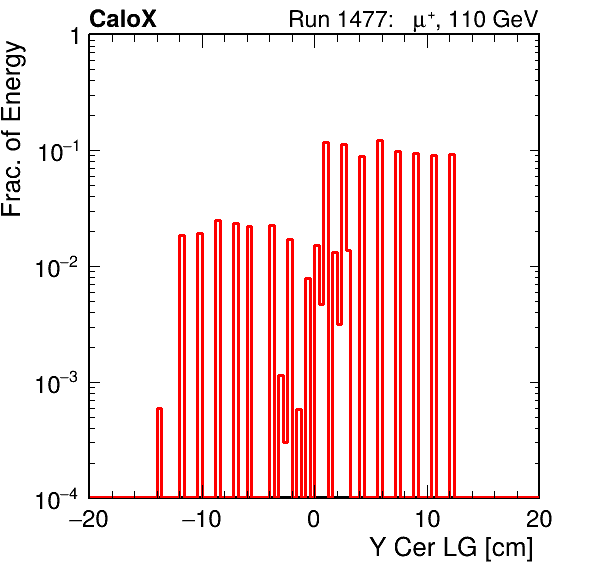 CaloX Run 1477: μ⁺, 110 GeV
Frac. of Energy
1
10⁻¹
10⁻²
10⁻³
10⁻⁴
−20 −10 0 10 20
Y Cer LG [cm]